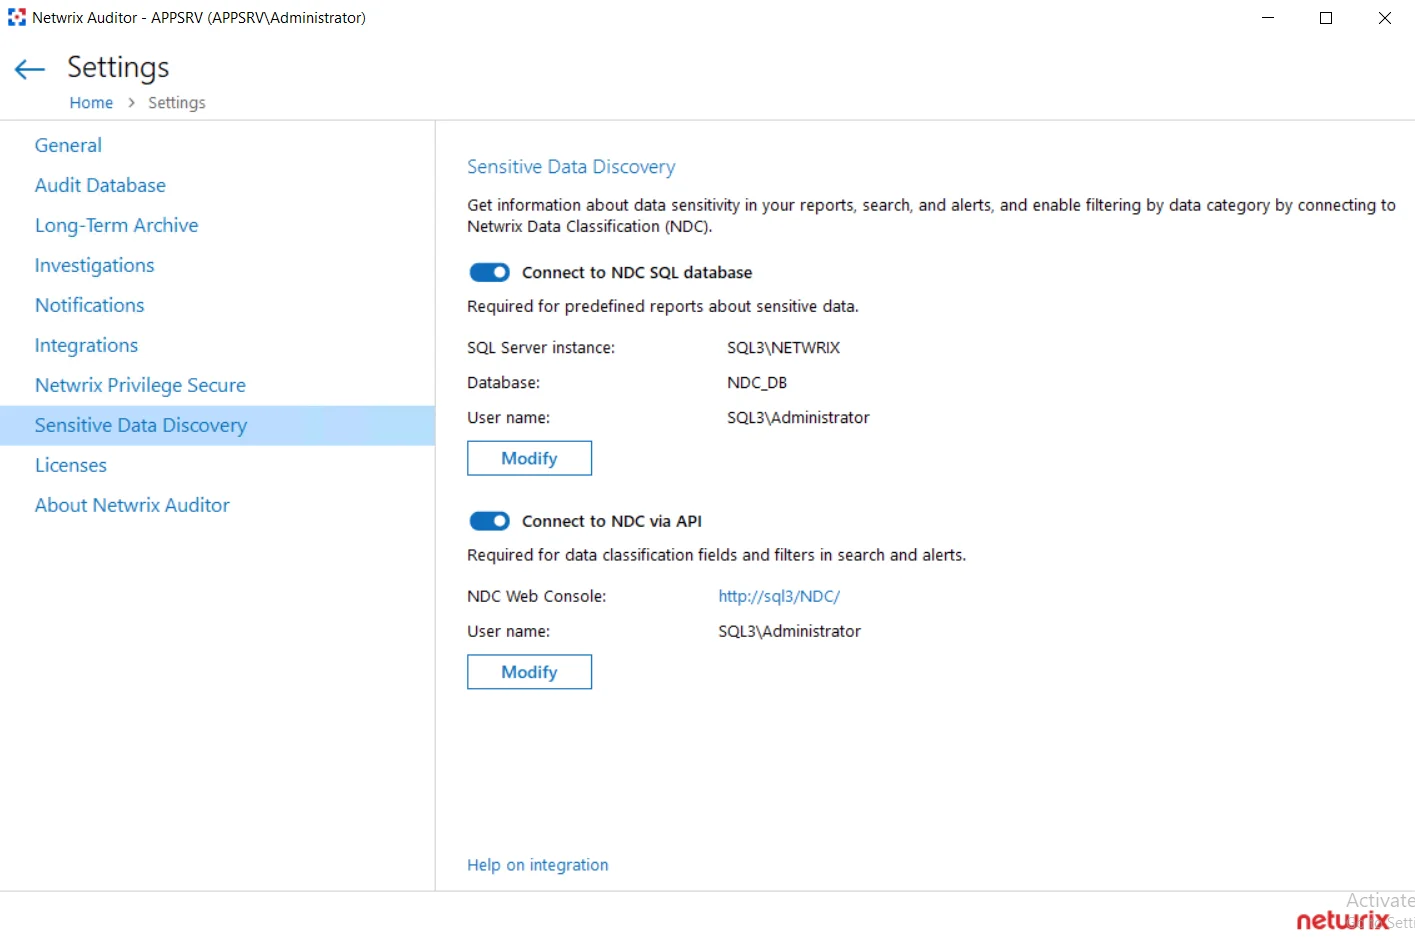 Netwrix Auditor - APPSRV (APPSRV\Administrator)
Settings
Home > Settings
General
Audit Database
Long-Term Archive
Investigations
Notifications
Integrations
Netwrix Privilege Secure
Sensitive Data Discovery
Licenses
About Netwrix Auditor
Sensitive Data Discovery
Get information about data sensitivity in your reports, search, and alerts, and enable filtering by data category by connecting to
Netwrix Data Classification (NDC).
Connect to NDC SQL database
Required for predefined reports about sensitive data.
SQL Server instance: SQL3\NETWRIX
Database: NDC_DB
User name: SQL3\Administrator
Modify
Connect to NDC via API
Required for data classification fields and filters in search and alerts.
NDC Web Console: http://sql3/NDC/
User name: SQL3\Administrator
Modify
Help on integration
Activate
netwrix